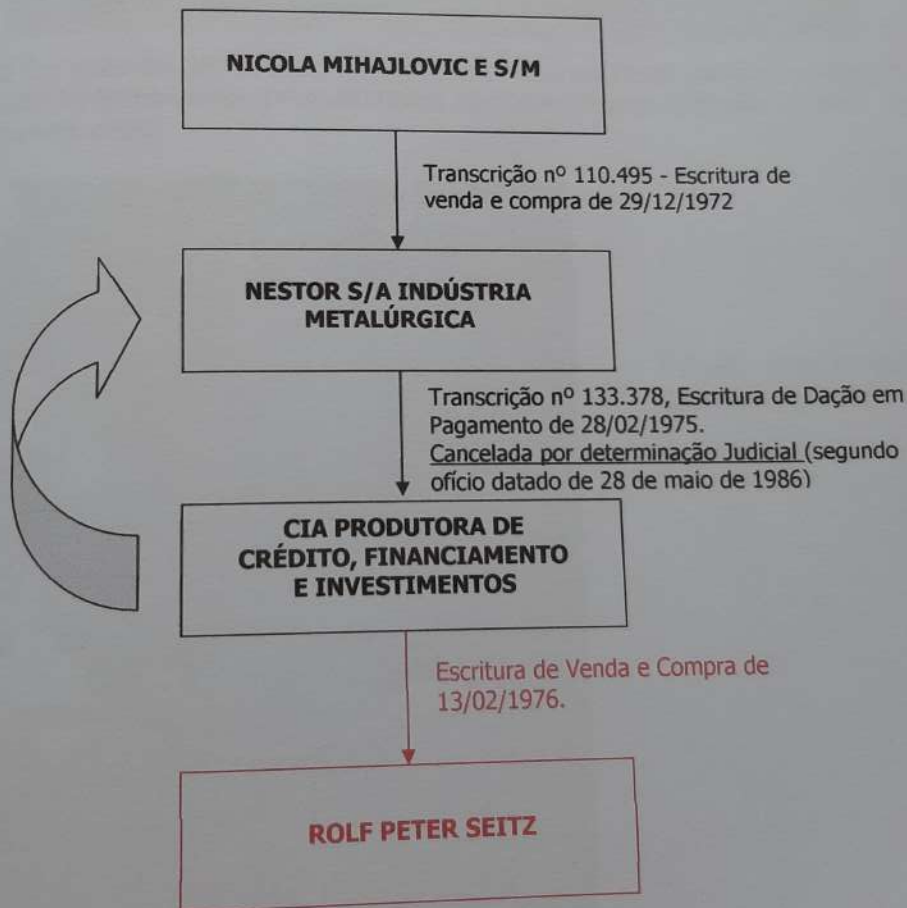 NICOLA MIHAJLOVIC E S/M
Transcrição nº 110.495 - Escritura de
venda e compra de 29/12/1972
NESTOR S/A INDÚSTRIA
METALÚRGICA
Transcrição nº 133.378, Escritura de Dação em
Pagamento de 28/02/1975.
Cancelada por determinação Judicial (segundo
ofício datado de 28 de maio de 1986)
CIA PRODUTORA DE
CRÉDITO, FINANCIAMENTO
E INVESTIMENTOS
Escritura de Venda e Compra de
13/02/1976.
ROLF PETER SEITZ